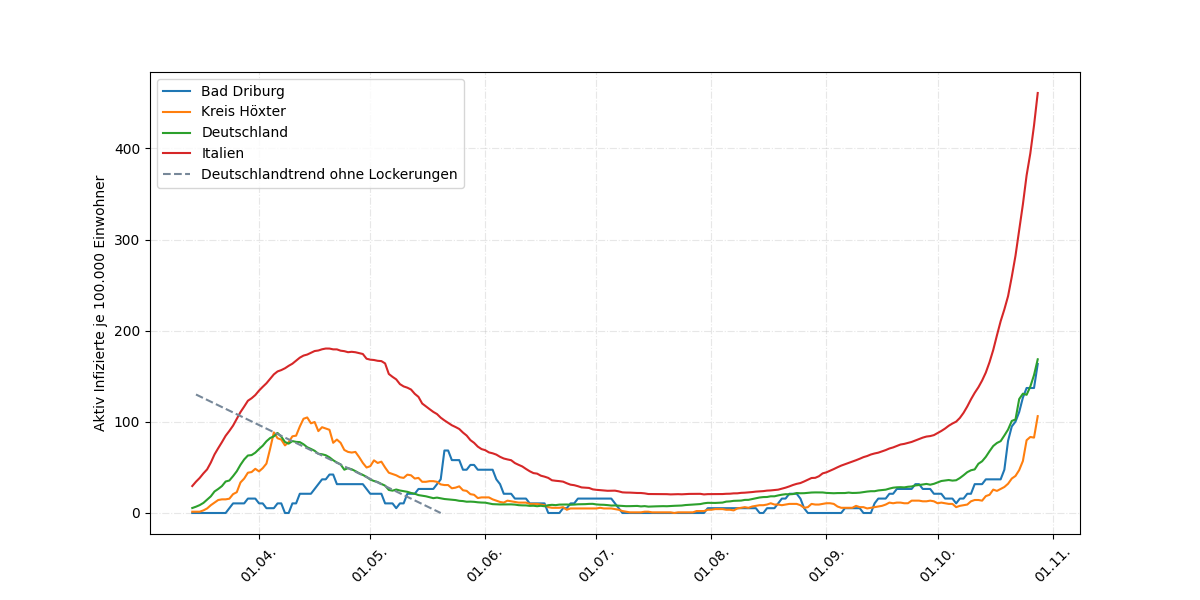 Bad Driburg
Kreis Höxter
Deutschland
Italien
Deutschlandtrend ohne Lockerungen
Aktiv Infizierte je 100.000 Einwohner
400
300
200
100
0
01.04.
01.05.
01.06.
01.07.
01.08.
01.09.
01.10.
01.11.